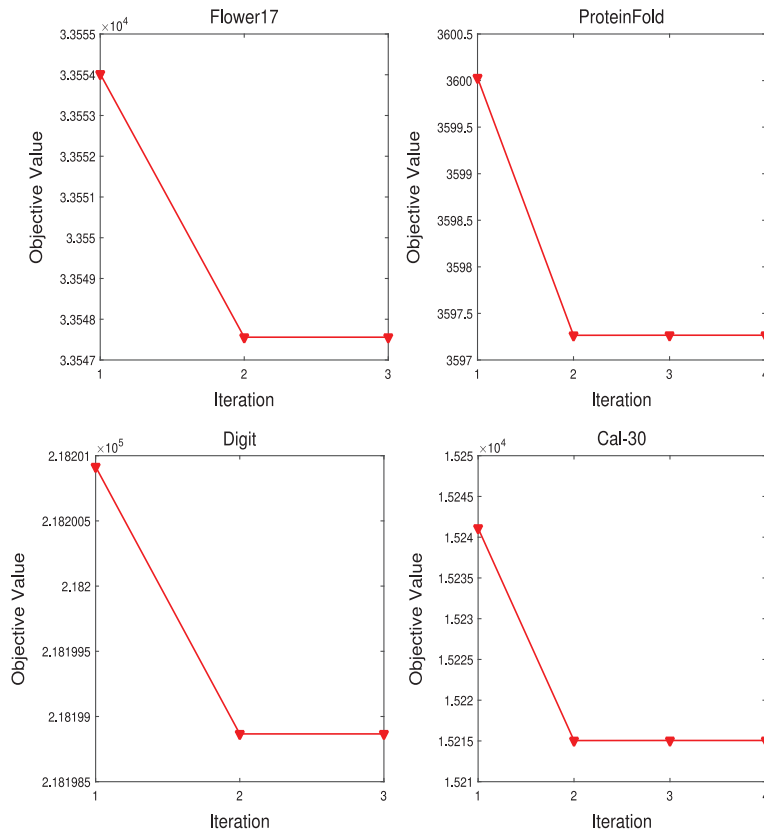 Flower17
×10⁴
3.3555
3.3554
3.3553
3.3552
3.3551
3.355
3.3549
3.3548
3.3547
Objective Value
1 2 3
Iteration
ProteinFold
3600.5
3600
3599.5
3599
3598.5
3598
3597.5
3597
Objective Value
1 2 3 4
Iteration
Digit
×10⁵
2.18201
2.182005
2.182
2.181995
2.18199
2.181985
Objective Value
1 2 3
Iteration
Cal-30
×10⁴
1.525
1.5245
1.524
1.5235
1.523
1.5225
1.522
1.5215
1.521
Objective Value
1 2 3 4
Iteration